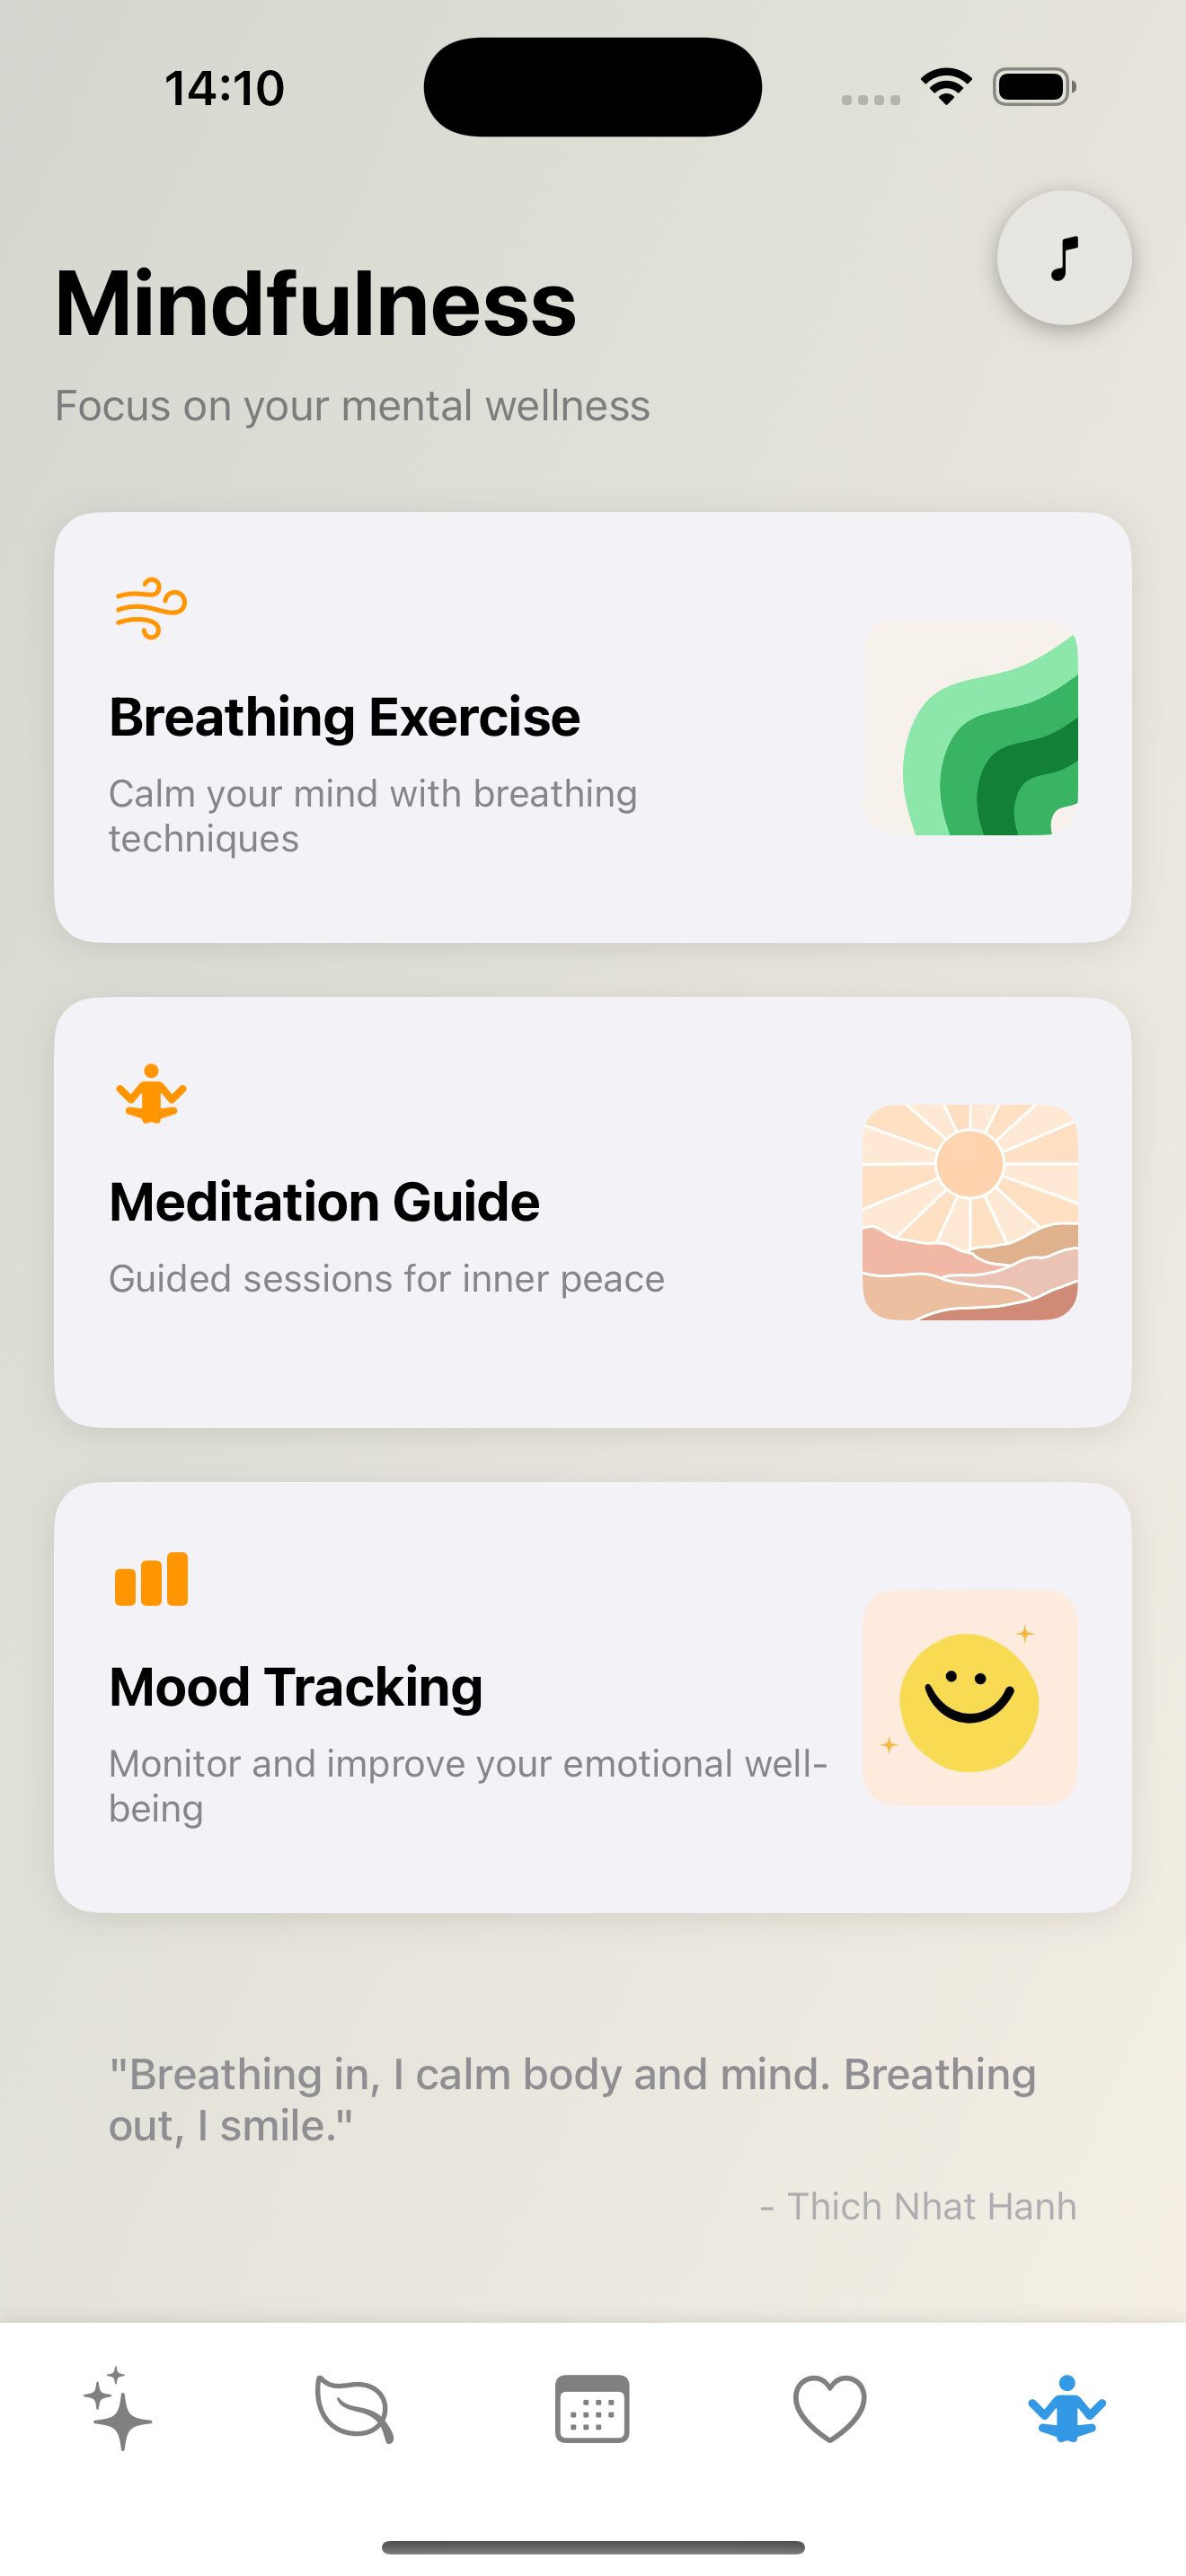 14:10
Mindfulness
Focus on your mental wellness
Breathing Exercise
Calm your mind with breathing
techniques
Meditation Guide
Guided sessions for inner peace
Mood Tracking
Monitor and improve your emotional well-
being
"Breathing in, I calm body and mind. Breathing
out, I smile."
- Thich Nhat Hanh